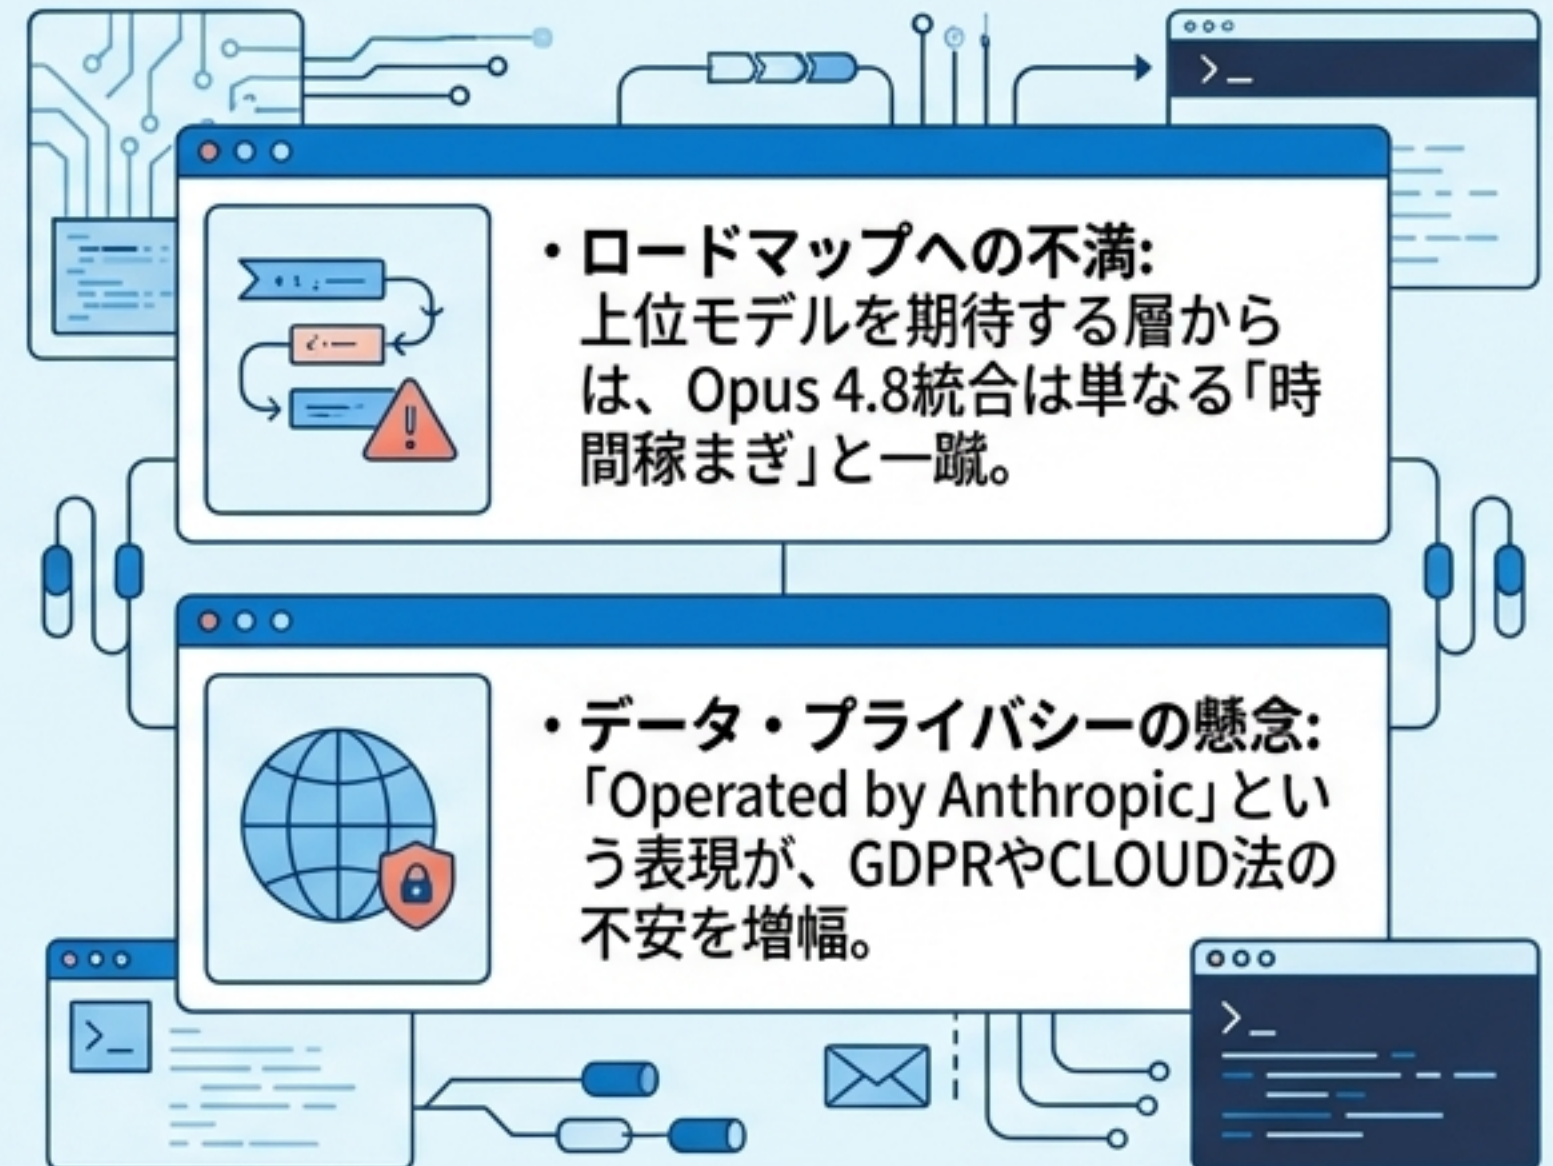 ・ロードマップへの不満:
上位モデルを期待する層から
は、Opus 4.8統合は単なる「時
間稼まぎ」と一蹴。
・データ・プライバシーの懸念:
「Operated by Anthropic」とい
う表現が、GDPRやCLOUD法の
不安を増幅。